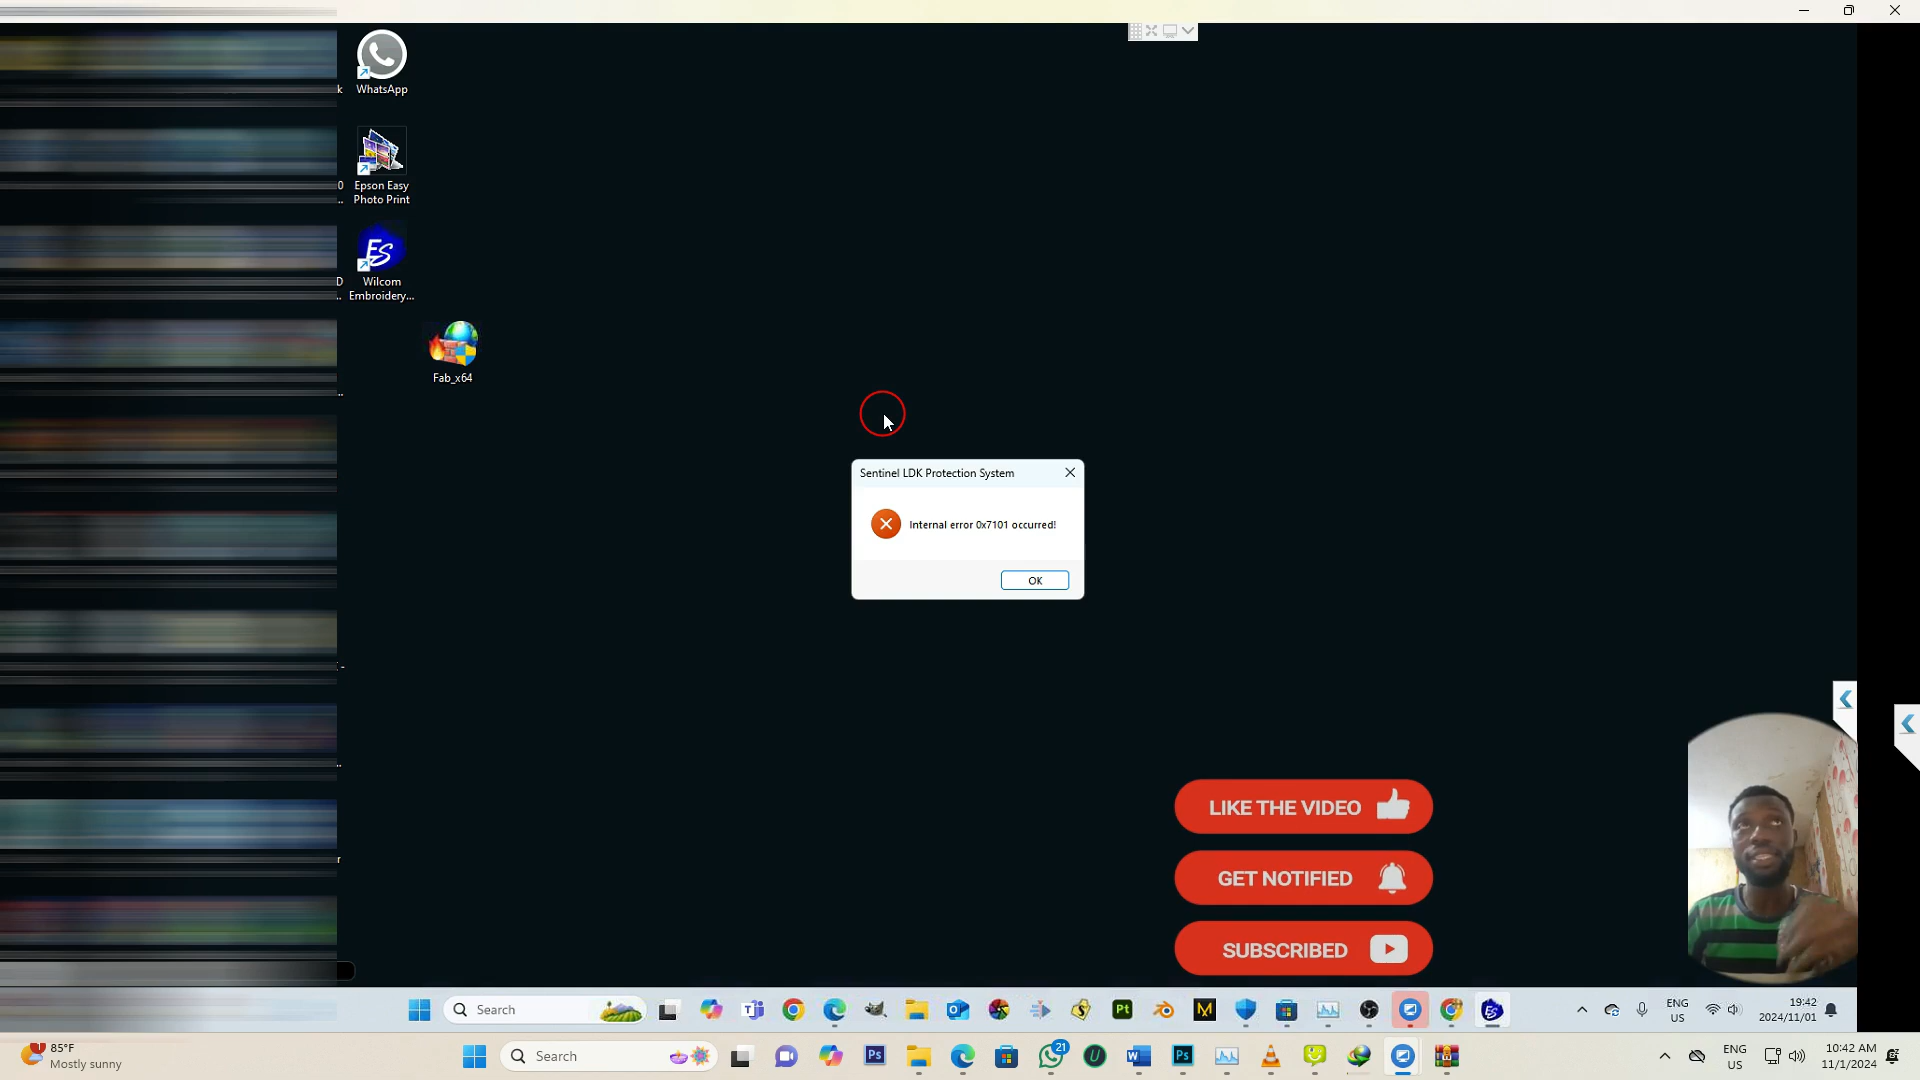 WhatsApp
k
Epson Easy
Photo Print
0
...
Wilcom
Embroidery...
D
Fab_x64
Sentinel LDK Protection System
Internal error 0x7101 occurred!
OK
LIKE THE VIDEO
GET NOTIFIED
SUBSCRIBED
r
Search
ENG
US
19:42
2024/11/01
85°F
Mostly sunny
Search
21
ENG
US
10:42 AM
11/1/2024